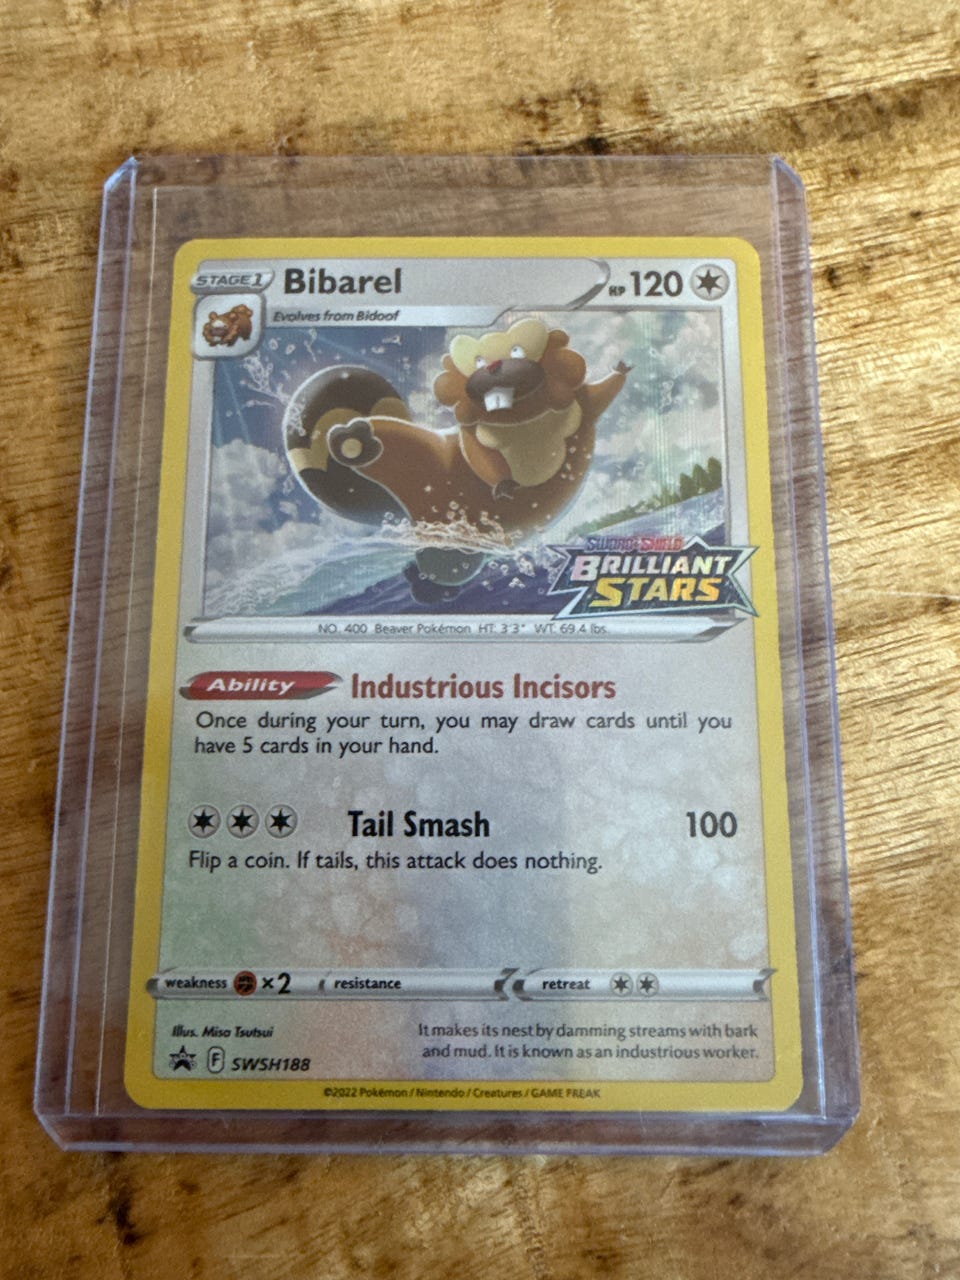 STAGE 1
Bibarel
HP 120
Evolves from Bidoof
SWORD & SHIELD
BRILLIANT
STARS
NO. 400 Beaver Pokémon HT: 3'3" WT: 69.4 lbs.
Ability Industrious Incisors
Once during your turn, you may draw cards until you
have 5 cards in your hand.
Tail Smash 100
Flip a coin. If tails, this attack does nothing.
weakness ×2 resistance retreat
Illus. Misa Tsutsui
It makes its nest by damming streams with bark
and mud. It is known as an industrious worker.
F SWSH188
©2022 Pokémon / Nintendo / Creatures / GAME FREAK